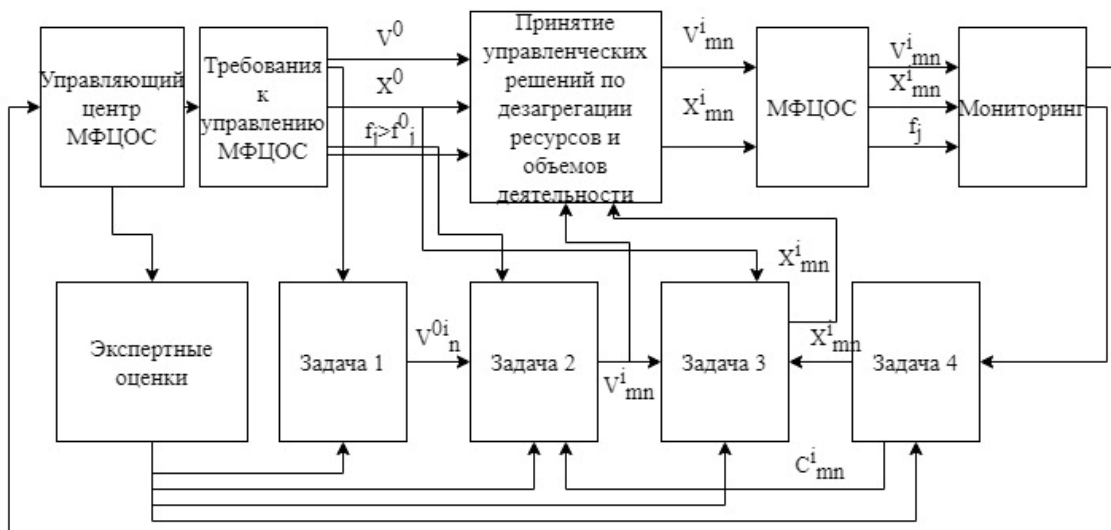 Управляющий
центр
МФЦОС
Требования
к
управлению
МФЦОС
V⁰
X⁰
fⱼ>f⁰ⱼ
Принятие
управленческих
решений по
дезагрегации
ресурсов и
объемов
деятельности
Vⁱmn
Xⁱmn
МФЦОС
Vⁱmn
Xⁱmn
fⱼ
Мониторинг
Экспертные
оценки
Задача 1
V⁰ⁱn
Задача 2
Vⁱmn
Задача 3
Xⁱmn
Xⁱmn
Задача 4
Cⁱmn